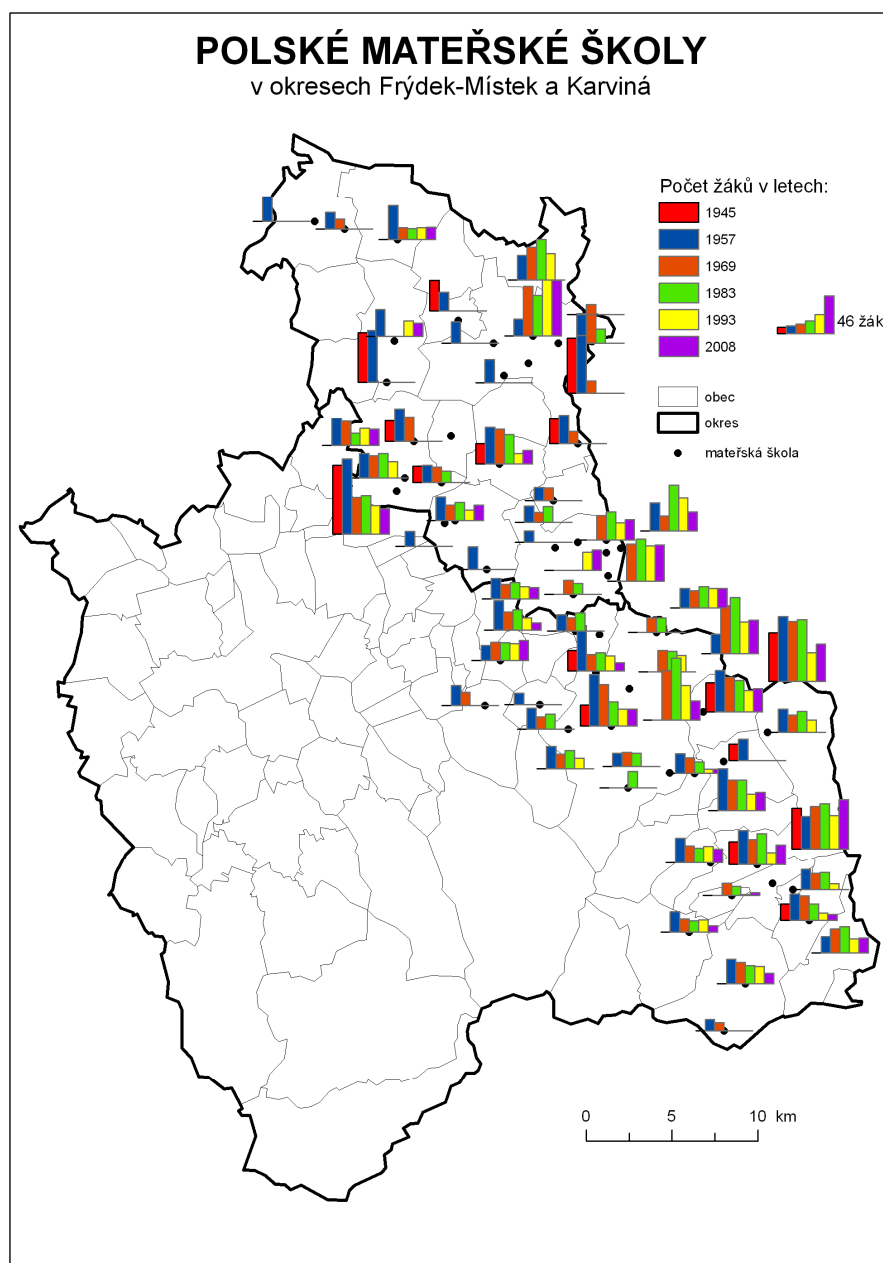 POLSKÉ MATEŘSKÉ ŠKOLY
v okresech Frýdek-Místek a Karviná
Počet žáků v letech:
1945
1957
1969
1983
1993
2008
46 žák
obec
okres
mateřská škola
0 5 10 km